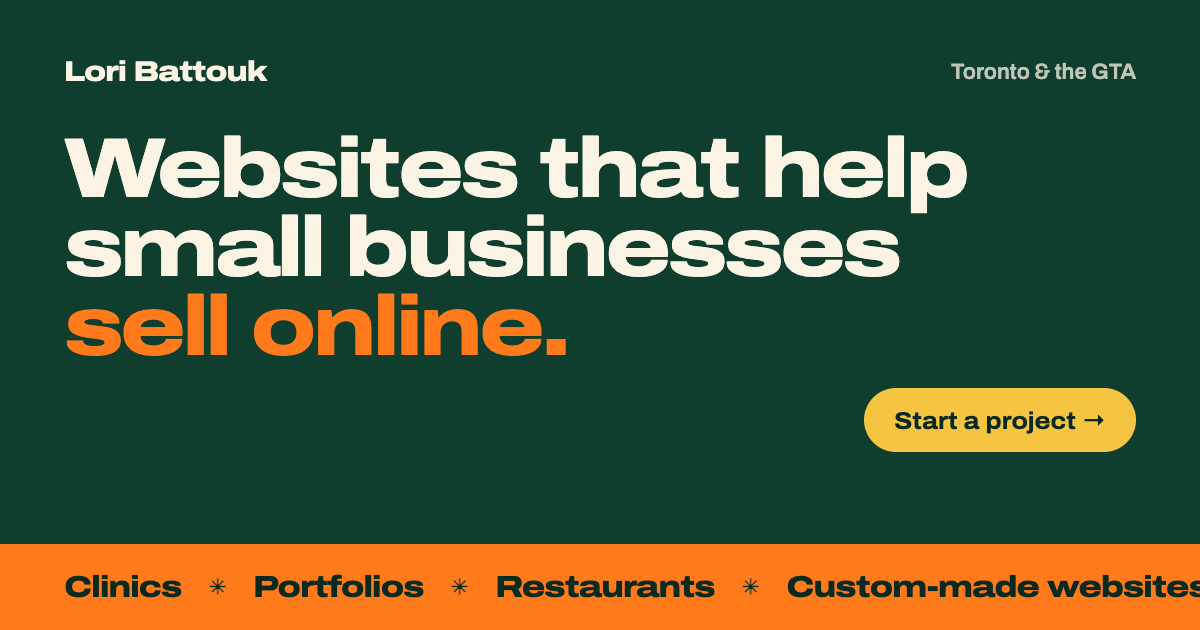 Lori Battouk
Toronto & the GTA
Websites that help
small businesses
sell online.
Start a project →
Clinics ✳ Portfolios ✳ Restaurants ✳ Custom-made websites